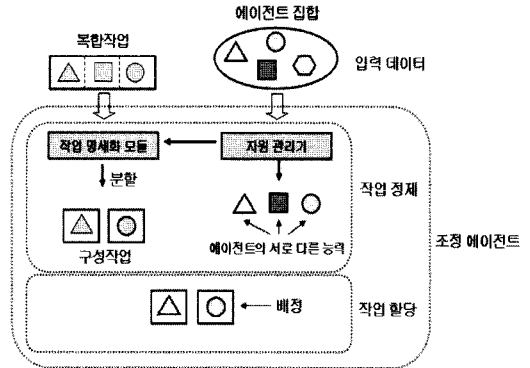 에이전트 집합
복합작업
입력 데이터
작업 명세화 모듈
자원 관리기
분할
작업 정제
구성작업
에이전트의 서로 다른 능력
조정 에이전트
배정
작업 할당